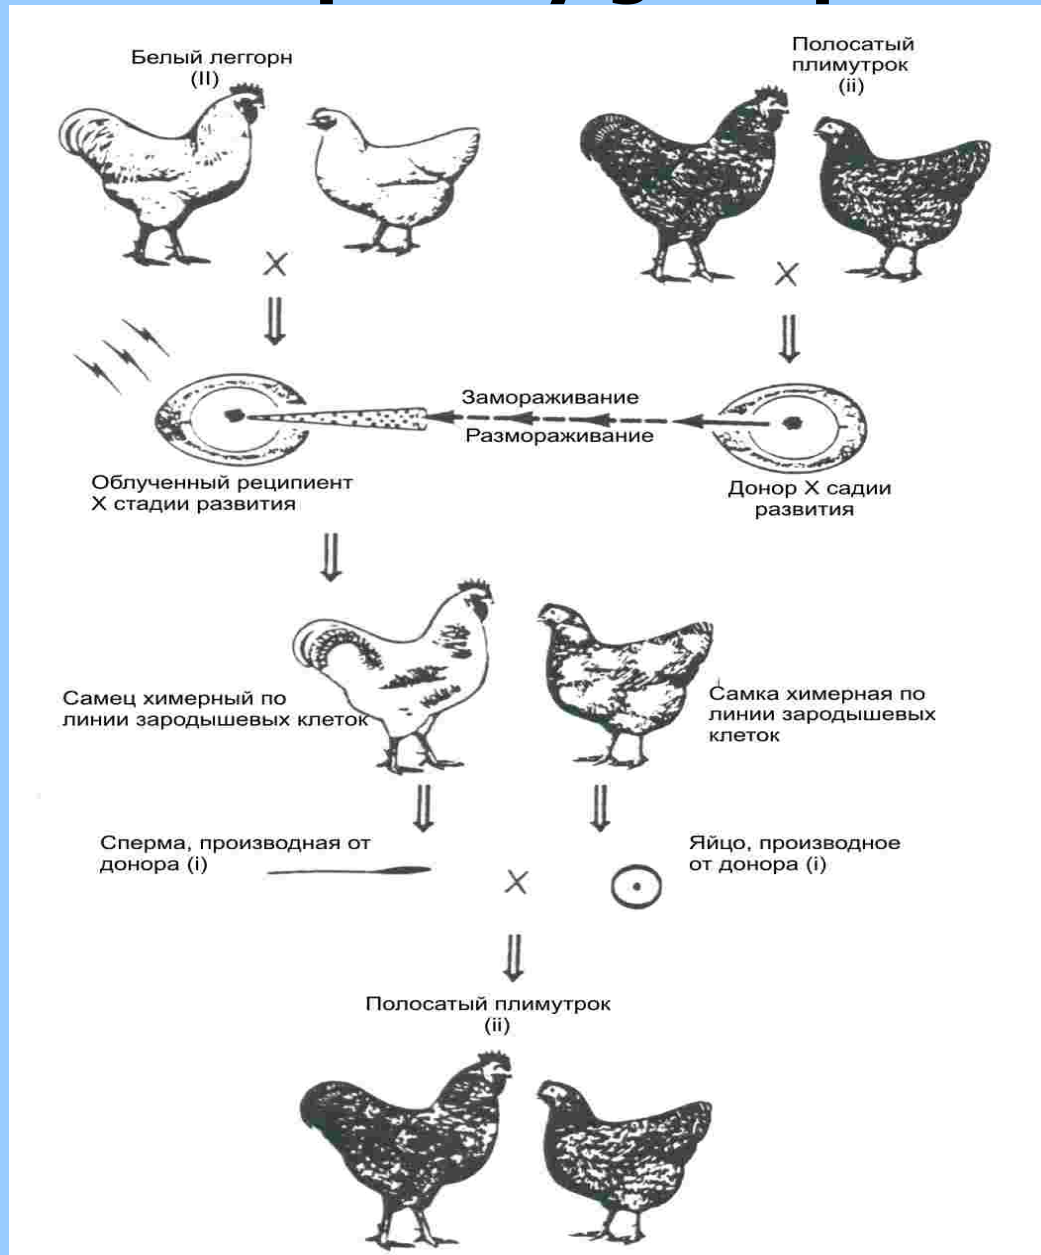 Белый леггорн
(II)
Полосатый
плимутрок
(ii)
X
X
Замораживание
Размораживание
Облученный реципиент
X стадии развития
Донор X садии
развития
Самец химерный по
линии зародышевых клеток
Самка химерная по
линии зародышевых
клеток
Сперма, производная от
донора (i)
X
Яйцо, производное
от донора (i)
Полосатый плимутрок
(ii)